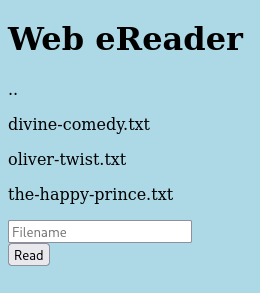 Web eReader
..
divine-comedy.txt
oliver-twist.txt
the-happy-prince.txt
Filename
Read